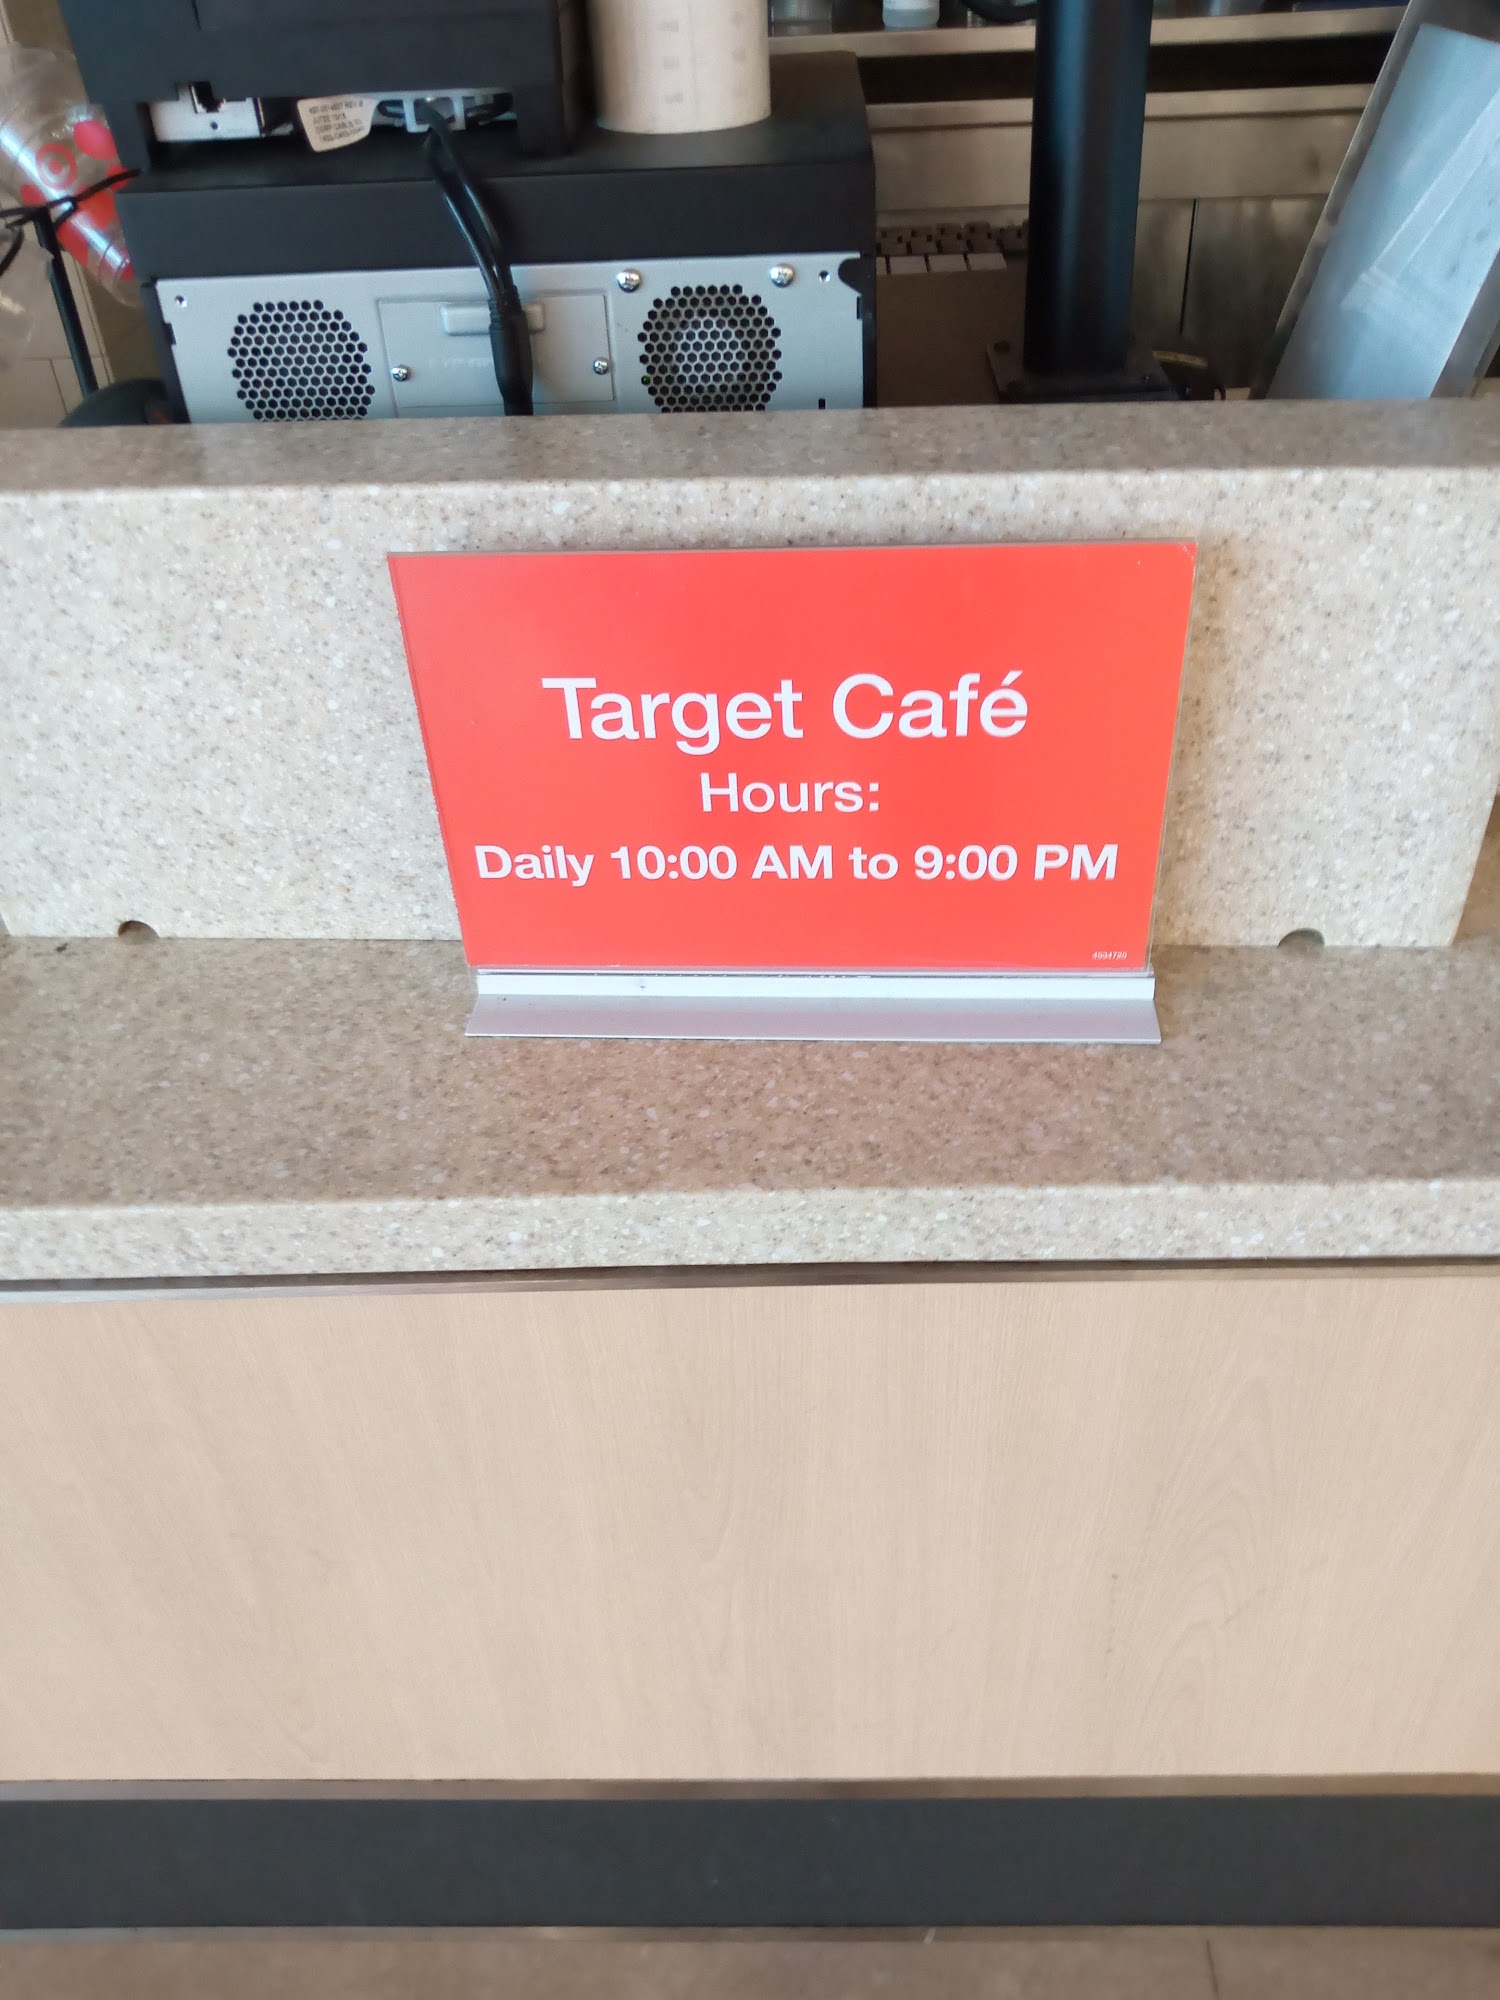 Target Café
Hours:
Daily 10:00 AM to 9:00 PM